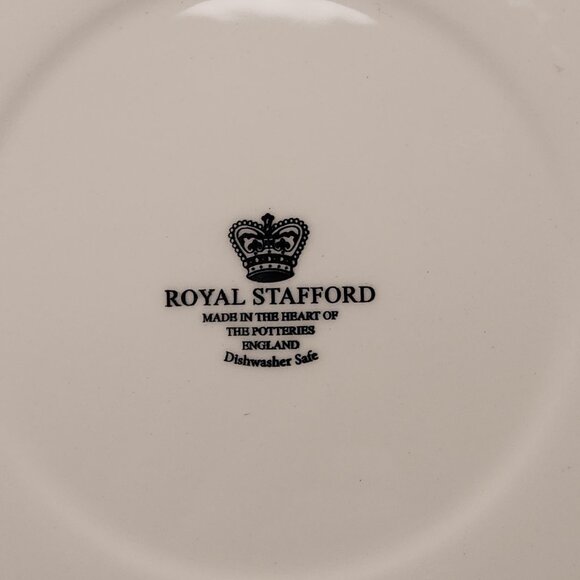 ROYAL STAFFORD
MADE IN THE HEART OF
THE POTTERIES
ENGLAND
Dishwasher Safe